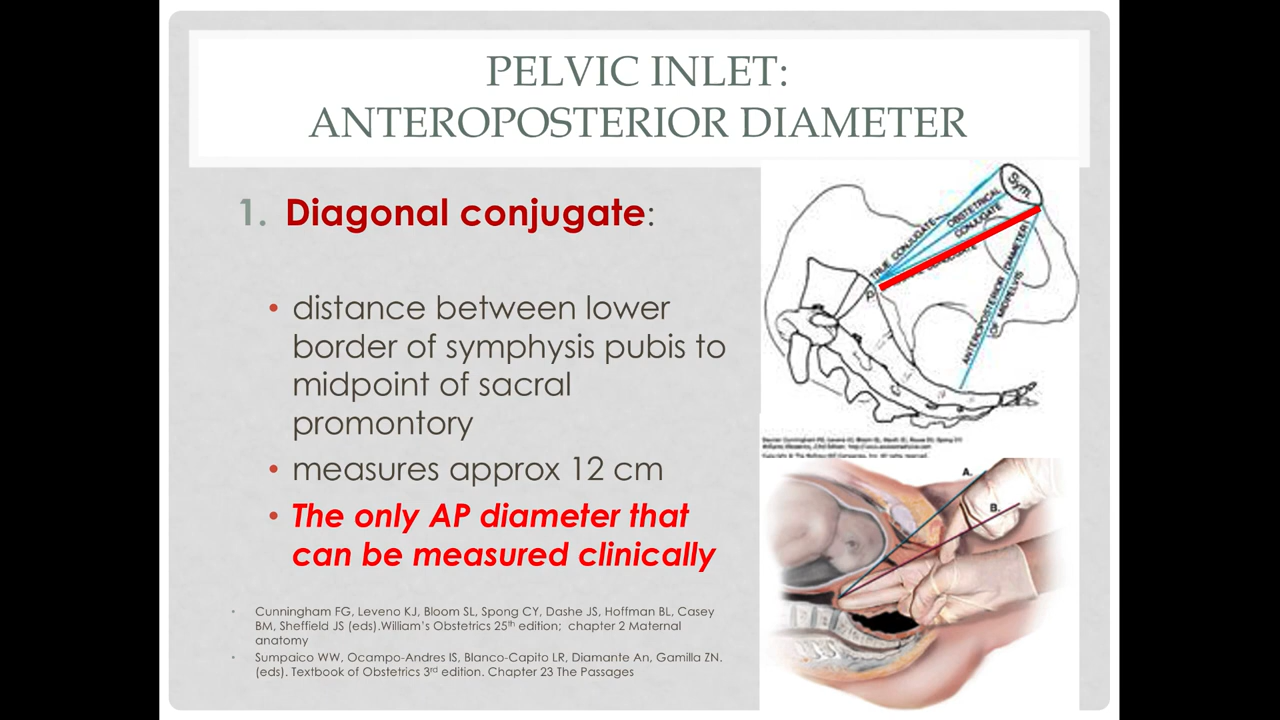 PELVIC INLET:
ANTEROPOSTERIOR DIAMETER
1. Diagonal conjugate:
• distance between lower
border of symphysis pubis to
midpoint of sacral
promontory
• measures approx 12 cm
• The only AP diameter that
can be measured clinically
• Cunningham FG, Leveno KJ, Bloom SL, Spong CY, Dashe JS, Hoffman BL, Casey
BM, Sheffield JS (eds).William's Obstetrics 25th edition; chapter 2 Maternal
anatomy
• Sumpaico WW, Ocampo-Andres IS, Blanco-Capito LR, Diamante An, Gamilla ZN.
(eds). Textbook of Obstetrics 3rd edition. Chapter 23 The Passages
Sym.
TRUE CONJUGATE
OBSTETRICAL
CONJUGATE
CONJUGATE
ANTEROPOSTERIOR DIAMETER
OF MIDPELVIS
P.
A.
B.